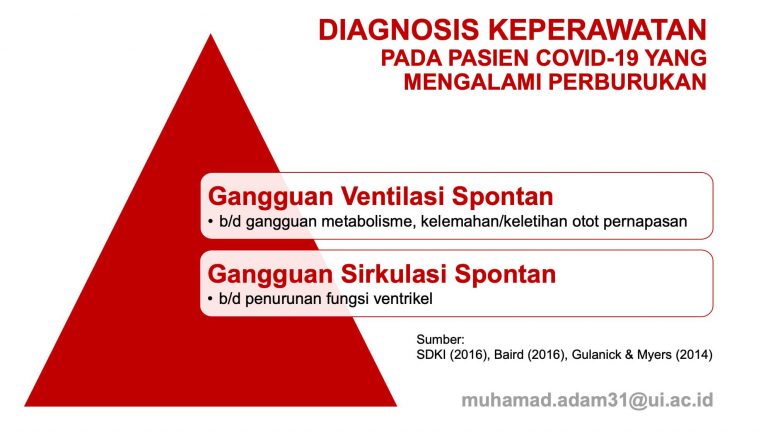 DIAGNOSIS KEPERAWATAN
PADA PASIEN COVID-19 YANG
MENGALAMI PERBURUKAN
Gangguan Ventilasi Spontan
• b/d gangguan metabolisme, kelemahan/keletihan otot pernapasan
Gangguan Sirkulasi Spontan
• b/d penurunan fungsi ventrikel
Sumber:
SDKI (2016), Baird (2016), Gulanick & Myers (2014)
muhamad.adam31@ui.ac.id